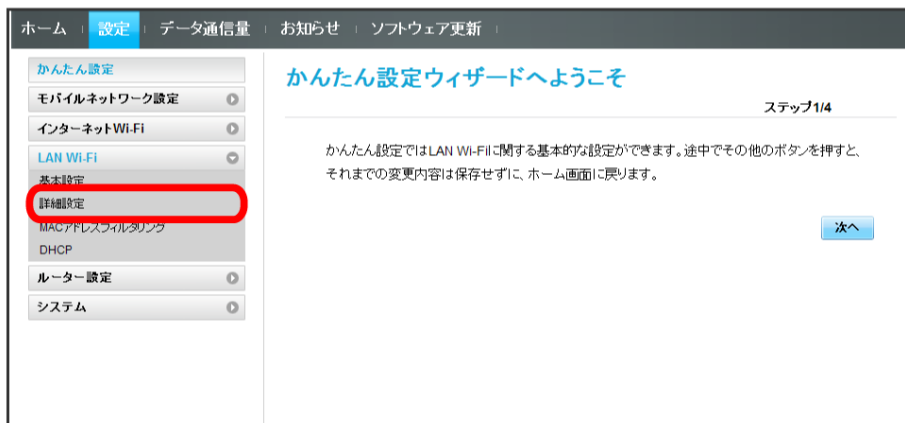 ホーム 設定 データ通信量 お知らせ ソフトウェア更新
かんたん設定
モバイルネットワーク設定
インターネットWi-Fi
LAN Wi-Fi
基本設定
詳細設定
MACアドレスフィルタリング
DHCP
ルーター設定
システム
かんたん設定ウィザードへようこそ
ステップ1/4
かんたん設定ではLAN Wi-Fiに関する基本的な設定ができます。途中でその他のボタンを押すと、
それまでの変更内容は保存せずに、ホーム画面に戻ります。
次へ